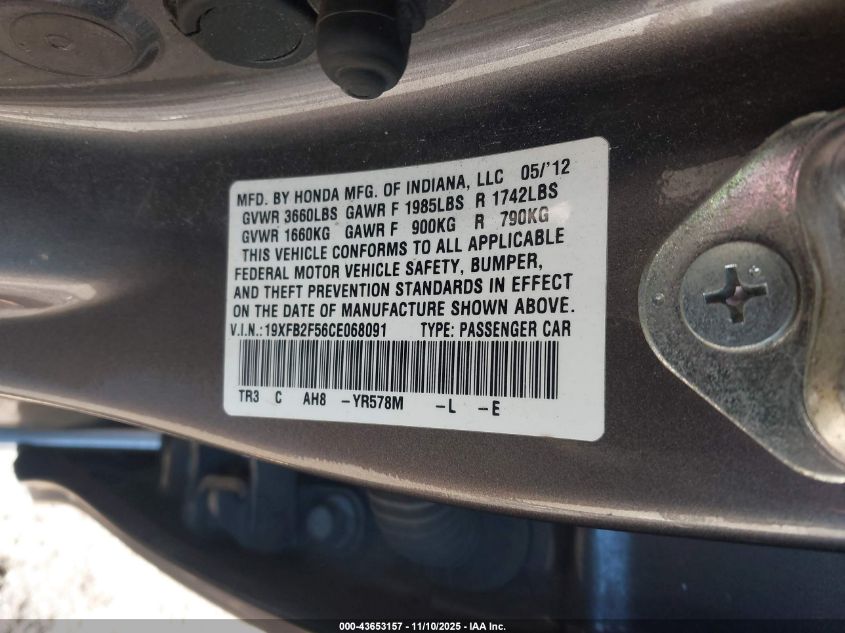 MFD. BY HONDA MFG. OF INDIANA, LLC 05/'12
GVWR 3660LBS GAWR F 1985LBS R 1742LBS
GVWR 1660KG GAWR F 900KG R 790KG
THIS VEHICLE CONFORMS TO ALL APPLICABLE
FEDERAL MOTOR VEHICLE SAFETY, BUMPER,
AND THEFT PREVENTION STANDARDS IN EFFECT
ON THE DATE OF MANUFACTURE SHOWN ABOVE.
V.I.N.:19XFB2F56CE068091 TYPE: PASSENGER CAR
TR3 C AH8 -YR578M -L -E
000-43653157 - 11/10/2025 - IAA Inc.